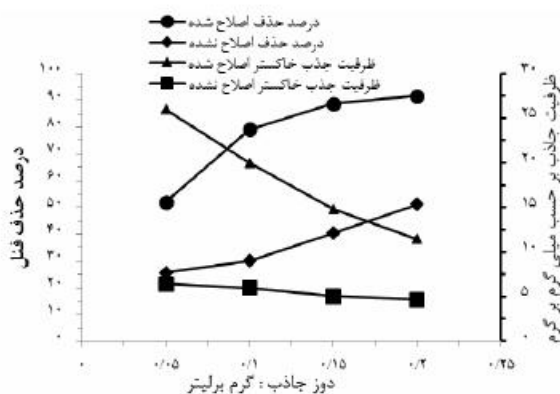 درصد حذف اصلاح شده
درصد حذف اصلاح نشده
ظرفیت جذب خاکستر اصلاح شده
ظرفیت جذب خاکستر اصلاح نشده
۱۰۰
۹۰
۸۰
۷۰
۶۰
۵۰
۴۰
۳۰
۲۰
۱۰
۰
درصد حذف فنل
۳۰
۲۵
۲۰
۱۵
۱۰
۵
۰
ظرفیت جاذب بر حسب میلی گرم بر گرم
۰ ۰/۰۵ ۰/۱ ۰/۱۵ ۰/۲ ۰/۲۵
دوز جاذب : گرم برلیتر